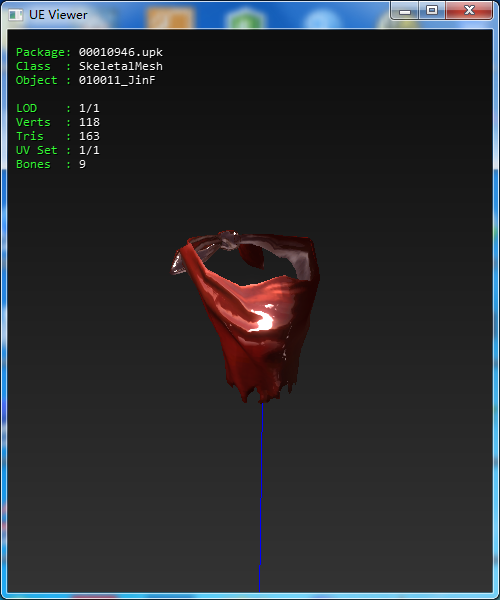 UE Viewer
Package: 00010946.upk
Class : SkeletalMesh
Object : 010011_JinF
LOD : 1/1
Verts : 118
Tris : 163
UV Set : 1/1
Bones : 9